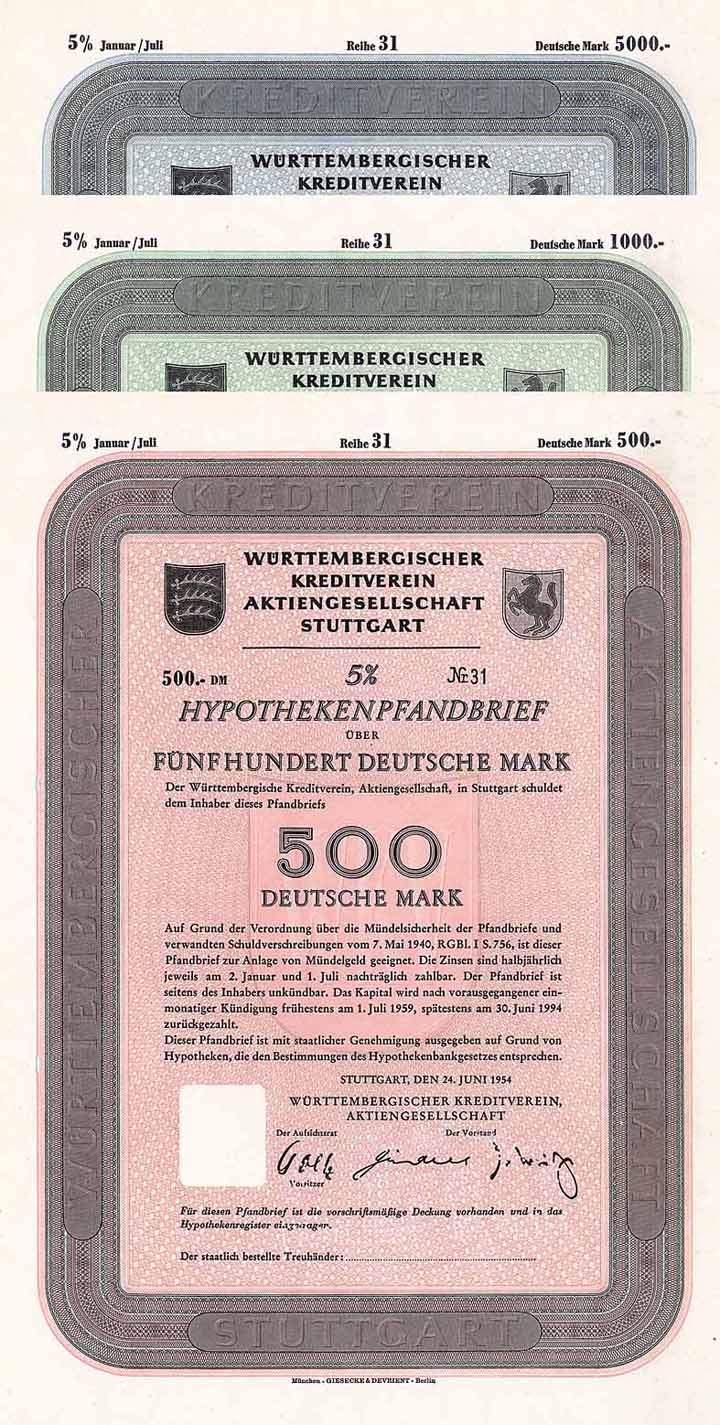 5% Januar/Juli Reihe 31 Deutsche Mark 5000.-
KREDITVEREIN
WÜRTTEMBERGISCHER
KREDITVEREIN
5% Januar/Juli Reihe 31 Deutsche Mark 1000.-
KREDITVEREIN
WÜRTTEMBERGISCHER
KREDITVEREIN
5% Januar/Juli Reihe 31 Deutsche Mark 500.-
KREDITVEREIN
WÜRTTEMBERGISCHER
KREDITVEREIN
AKTIENGESELLSCHAFT
STUTTGART
WÜRTTEMBERGISCHER
AKTIENGESELLSCHAFT
500.- DM 5% № 31
HYPOTHEKENPFANDBRIEF
ÜBER
FÜNFHUNDERT DEUTSCHE MARK
Der Württembergische Kreditverein, Aktiengesellschaft, in Stuttgart schuldet
dem Inhaber dieses Pfandbriefs
500
DEUTSCHE MARK
Auf Grund der Verordnung über die Mündelsicherheit der Pfandbriefe und
verwandten Schuldverschreibungen vom 7. Mai 1940, RGBl. I S. 756, ist dieser
Pfandbrief zur Anlage von Mündelgeld geeignet. Die Zinsen sind halbjährlich
jeweils am 2. Januar und 1. Juli nachträglich zahlbar. Der Pfandbrief ist
seitens des Inhabers unkündbar. Das Kapital wird nach vorausgegangener ein-
monatiger Kündigung frühestens am 1. Juli 1959, spätestens am 30. Juni 1994
zurückgezahlt.
Dieser Pfandbrief ist mit staatlicher Genehmigung ausgegeben auf Grund von
Hypotheken, die den Bestimmungen des Hypothekenbankgesetzes entsprechen.
STUTTGART, DEN 24. JUNI 1954
WÜRTTEMBERGISCHER KREDITVEREIN,
AKTIENGESELLSCHAFT
Der Aufsichtsrat Der Vorstand
Vorsitzer
Für diesen Pfandbrief ist die vorschriftsmäßige Deckung vorhanden und in das
Hypothekenregister eingetragen.
Der staatlich bestellte Treuhänder:
STUTTGART
München - GIESECKE & DEVRIENT - Berlin